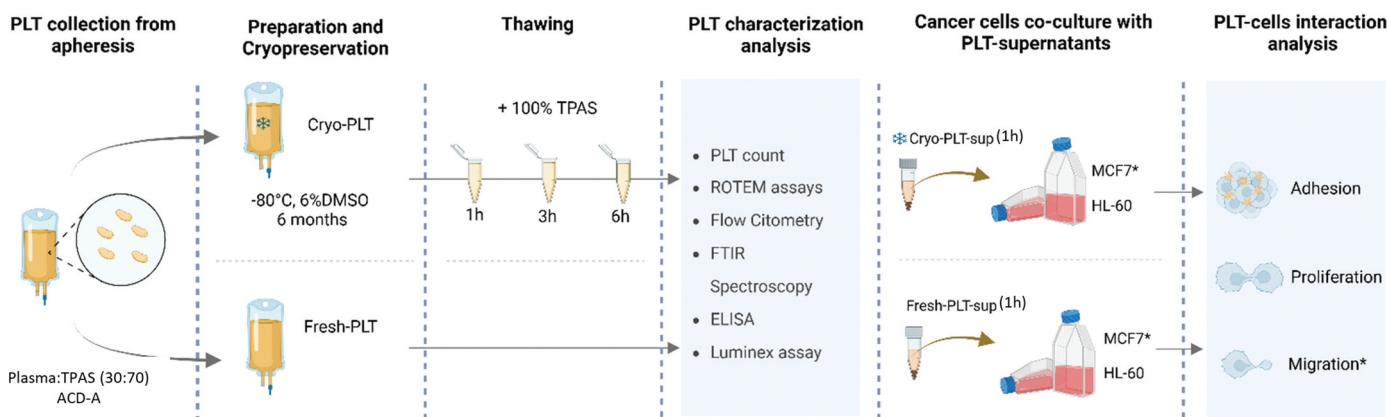 PLT collection from
apheresis
Plasma:TPAS (30:70)
ACD-A
Preparation and
Cryopreservation
Cryo-PLT
-80°C, 6%DMSO
6 months
Fresh-PLT
Thawing
+ 100% TPAS
1h
3h
6h
PLT characterization
analysis
• PLT count
• ROTEM assays
• Flow Citometry
• FTIR
Spectroscopy
• ELISA
• Luminex assay
Cancer cells co-culture with
PLT-supernatants
Cryo-PLT-sup (1h)
MCF7*
HL-60
Fresh-PLT-sup (1h)
MCF7*
HL-60
PLT-cells interaction
analysis
Adhesion
Proliferation
Migration*